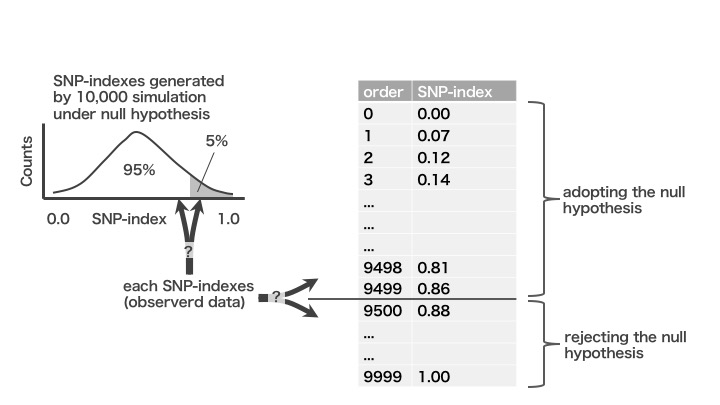 SNP-indexes generated
by 10,000 simulation
under null hypothesis
5%
95%
Counts
0.0 SNP-index 1.0
?
each SNP-indexes
(observerd data)
?
order SNP-index
0 0.00
1 0.07
2 0.12
3 0.14
...
...
...
9498 0.81
9499 0.86
9500 0.88
...
...
9999 1.00
adopting the null
hypothesis
rejecting the null
hypothesis